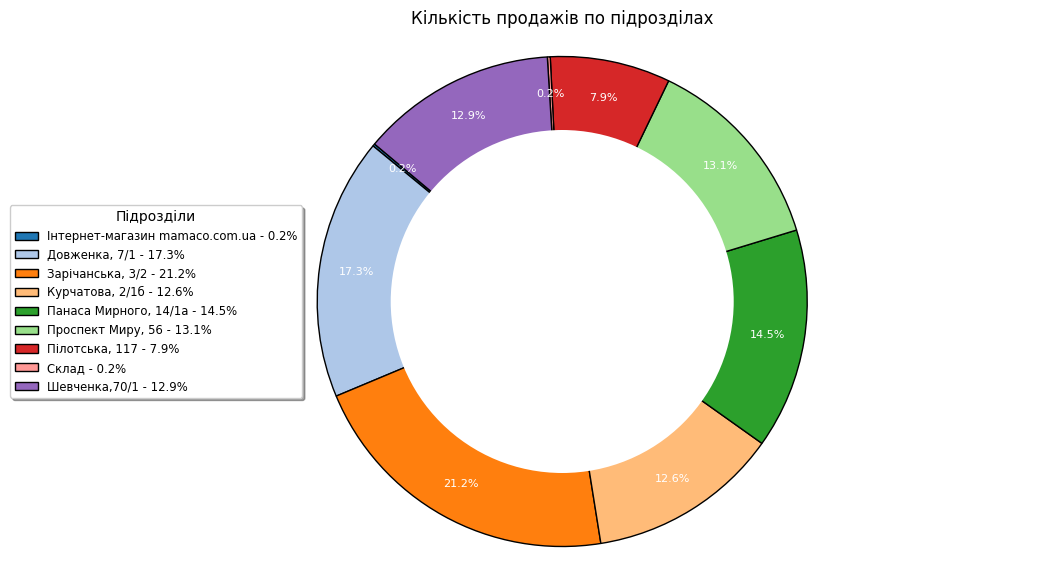 Кількість продажів по підрозділах
Підрозділи
Інтернет-магазин mamaco.com.ua - 0.2%
Довженка, 7/1 - 17.3%
Зарічанська, 3/2 - 21.2%
Курчатова, 2/1б - 12.6%
Панаса Мирного, 14/1а - 14.5%
Проспект Миру, 56 - 13.1%
Пілотська, 117 - 7.9%
Склад - 0.2%
Шевченка,70/1 - 12.9%
0.2%
17.3%
21.2%
12.6%
14.5%
13.1%
7.9%
0.2%
12.9%